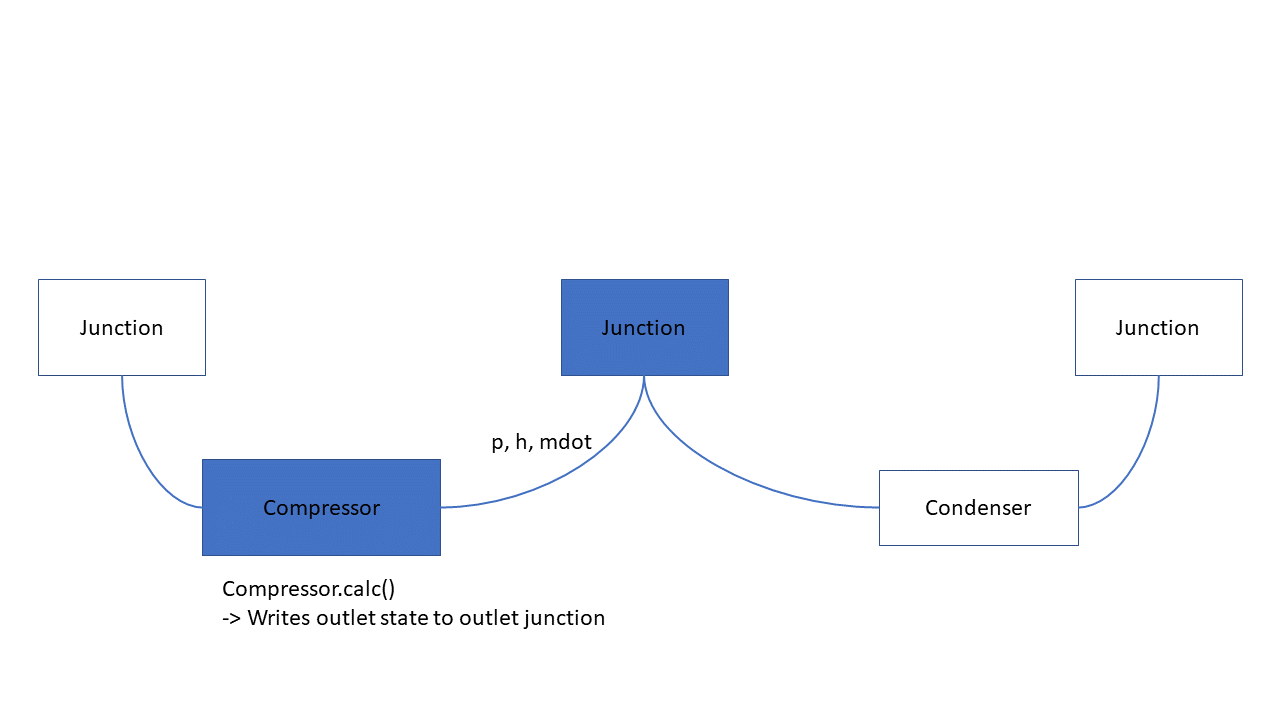 Junction
Junction
Junction
p, h, mdot
Compressor
Condenser
Compressor.calc()
-> Writes outlet state to outlet junction